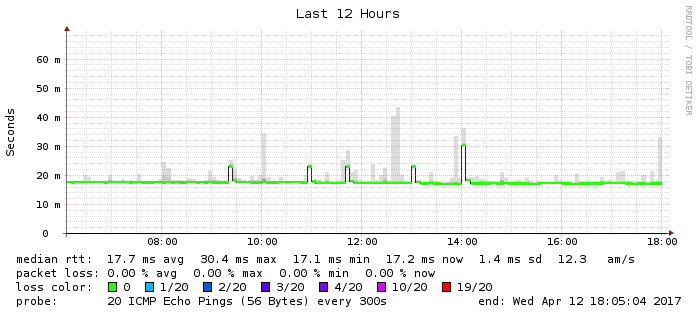 Last 12 Hours
RRDTOOL / TOBI OETIKER
Seconds
60 m
50 m
40 m
30 m
20 m
10 m
0
08:00 10:00 12:00 14:00 16:00 18:00
median rtt: 17.7 ms avg 30.4 ms max 17.1 ms min 17.2 ms now 1.4 ms sd 12.3 am/s
packet loss: 0.00 % avg 0.00 % max 0.00 % min 0.00 % now
loss color: 0 1/20 2/20 3/20 4/20 10/20 19/20
probe: 20 ICMP Echo Pings (56 Bytes) every 300s end: Wed Apr 12 18:05:04 2017